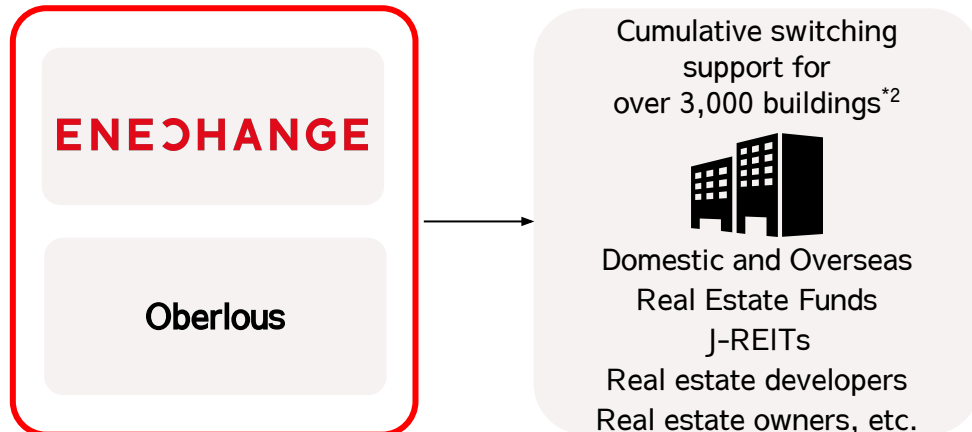 ENECHANGE
Oberlous
Cumulative switching
support for
over 3,000 buildings*2
Domestic and Overseas
Real Estate Funds
J-REITs
Real estate developers
Real estate owners, etc.